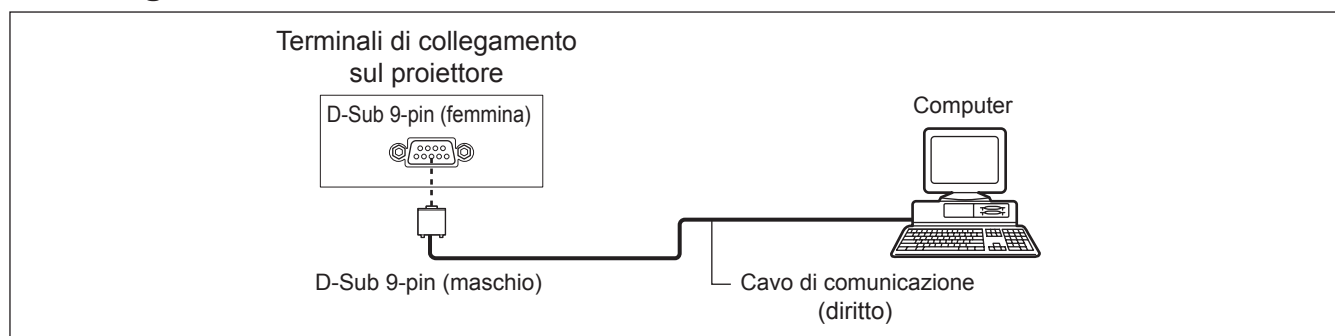 Terminali di collegamento
sul proiettore
D-Sub 9-pin (femmina)
Computer
D-Sub 9-pin (maschio)
Cavo di comunicazione
(diritto)